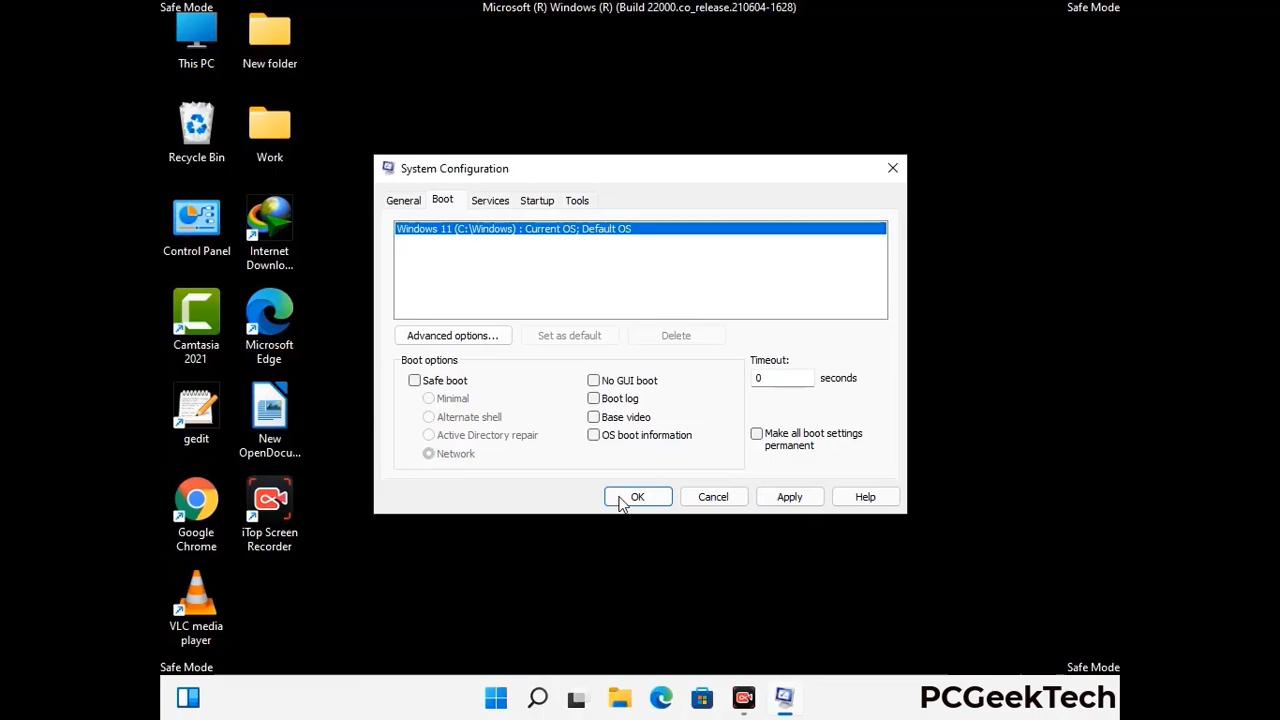 Safe Mode
Microsoft (R) Windows (R) (Build 22000.co_release.210604-1628)
Safe Mode
This PC
New folder
Recycle Bin
Work
Control Panel
Internet
Downlo...
Camtasia
2021
Microsoft
Edge
gedit
New
OpenDocu...
Google
Chrome
iTop Screen
Recorder
VLC media
player
System Configuration
General Boot Services Startup Tools
Windows 11 (C:\Windows) : Current OS; Default OS
Advanced options... Set as default Delete
Boot options
Safe boot
Minimal
Alternate shell
Active Directory repair
Network
No GUI boot
Boot log
Base video
OS boot information
Timeout:
0 seconds
Make all boot settings
permanent
OK Cancel Apply Help
Safe Mode
Safe Mode
PCGeekTech